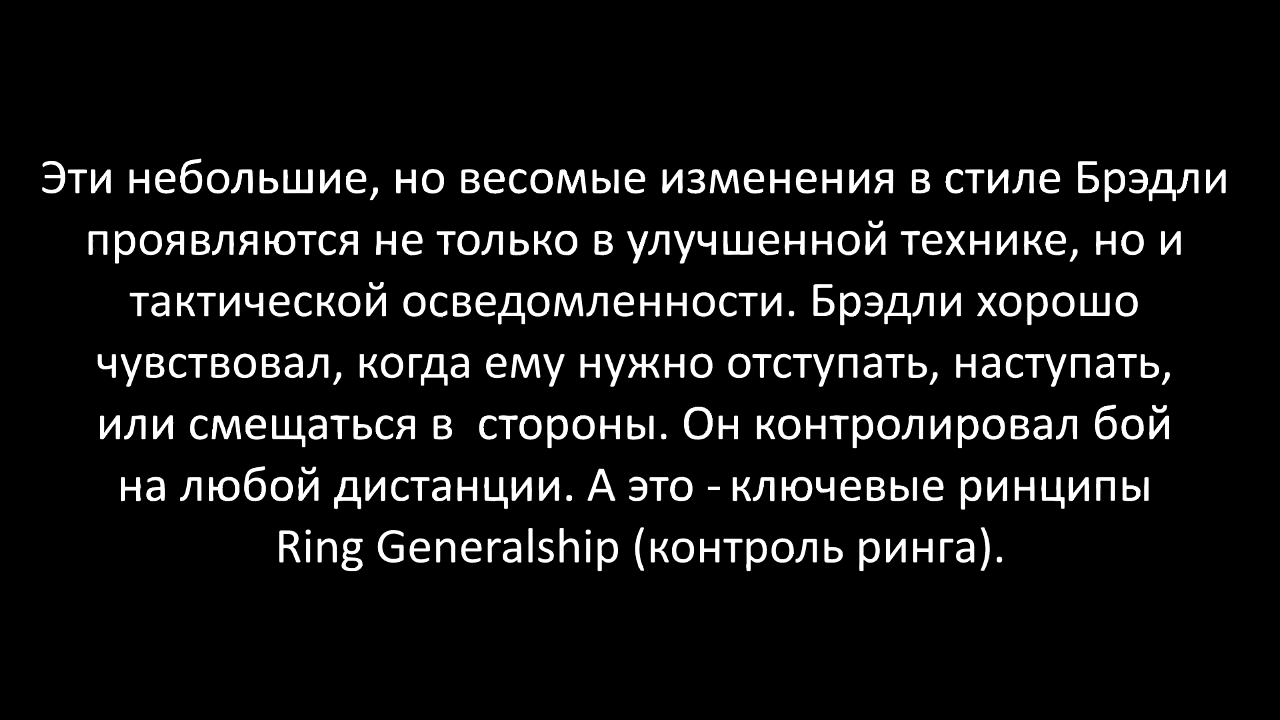 Эти небольшие, но весомые изменения в стиле Брэдли
проявляются не только в улучшенной технике, но и
тактической осведомленности. Брэдли хорошо
чувствовал, когда ему нужно отступать, наступать,
или смещаться в  стороны. Он контролировал бой
на любой дистанции. А это - ключевые ринципы
Ring Generalship (контроль ринга).